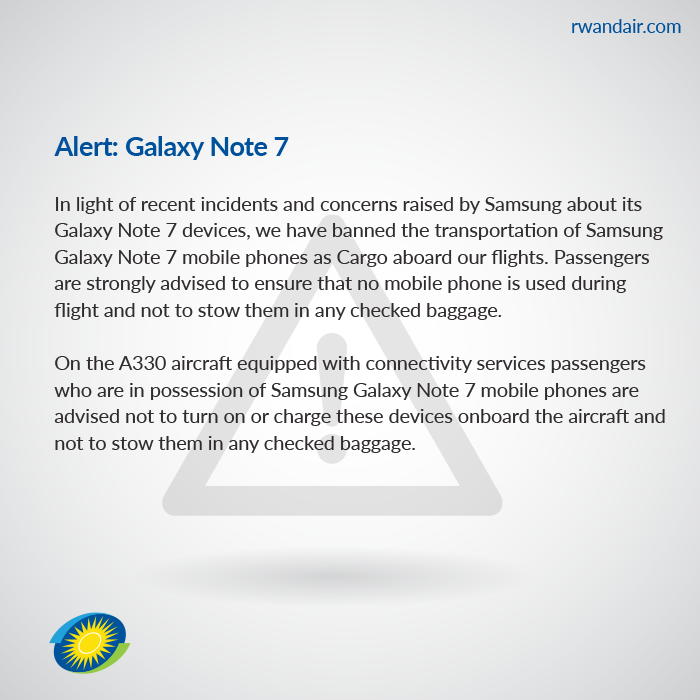 rwandair.com
Alert: Galaxy Note 7
In light of recent incidents and concerns raised by Samsung about its
Galaxy Note 7 devices, we have banned the transportation of Samsung
Galaxy Note 7 mobile phones as Cargo aboard our flights. Passengers
are strongly advised to ensure that no mobile phone is used during
flight and not to stow them in any checked baggage.
On the A330 aircraft equipped with connectivity services passengers
who are in possession of Samsung Galaxy Note 7 mobile phones are
advised not to turn on or charge these devices onboard the aircraft and
not to stow them in any checked baggage.